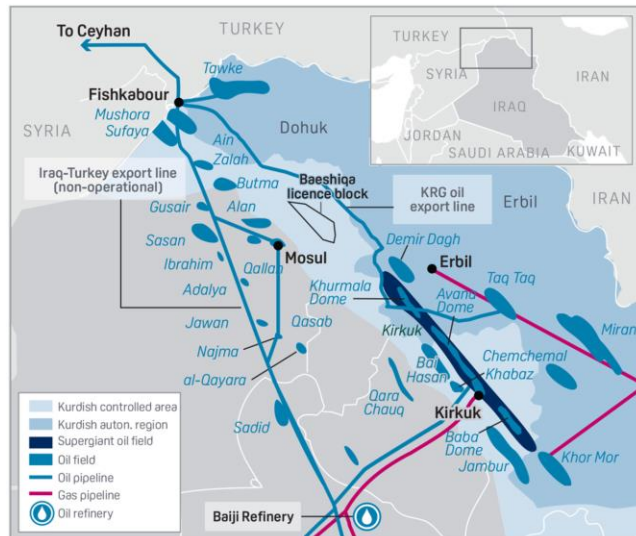 To Ceyhan
TURKEY
Tawke
Fishkabour
Mushora
Sufaya
SYRIA
Dohuk
Ain
Zalah
Iraq-Turkey export line
(non-operational)
Butma
Baeshiqa
licence block
KRG oil
export line
Erbil
IRAN
Gusair
Alan
Sasan
Mosul
Demir Dagh
Erbil
Ibrahim
Qallan
Taq Taq
Adalya
Khurmala
Dome
Avana
Dome
Miran
Jawan
Qasab
Kirkuk
Najma
Bai
Hasan
Chemchemal
Khabaz
al-Qayara
Qara
Chauq
Kirkuk
Sadid
Baba
Dome
Jambur
Khor Mor
Baiji Refinery
TURKEY
SYRIA
IRAN
IRAQ
JORDAN
SAUDI ARABIA
KUWAIT
Kurdish controlled area
Kurdish auton. region
Supergiant oil field
Oil field
Oil pipeline
Gas pipeline
Oil refinery